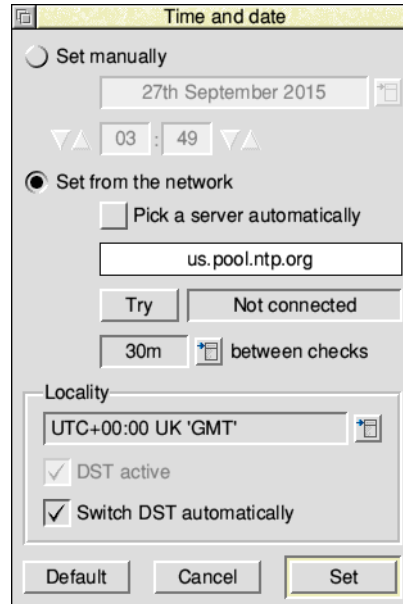 Time and date
Set manually
27th September 2015
03 : 49
Set from the network
Pick a server automatically
us.pool.ntp.org
Try Not connected
30m between checks
Locality
UTC+00:00 UK 'GMT'
DST active
Switch DST automatically
Default Cancel Set